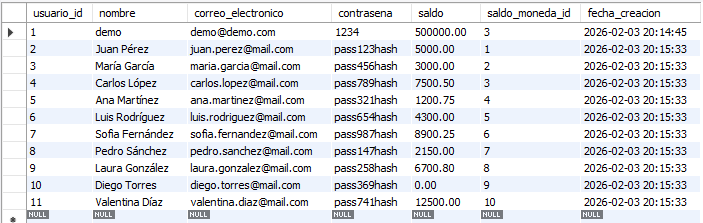 usuario_id nombre correo_electronico contrasena saldo saldo_moneda_id fecha_creacion
1 demo demo@demo.com 1234 500000.00 3 2026-02-03 20:14:45
2 Juan Pérez juan.perez@mail.com pass123hash 5000.00 1 2026-02-03 20:15:33
3 María García maria.garcia@mail.com pass456hash 3000.00 2 2026-02-03 20:15:33
4 Carlos López carlos.lopez@mail.com pass789hash 7500.50 3 2026-02-03 20:15:33
5 Ana Martínez ana.martinez@mail.com pass321hash 1200.75 4 2026-02-03 20:15:33
6 Luis Rodríguez luis.rodriguez@mail.com pass654hash 4300.00 5 2026-02-03 20:15:33
7 Sofia Fernández sofia.fernandez@mail.com pass987hash 8900.25 6 2026-02-03 20:15:33
8 Pedro Sánchez pedro.sanchez@mail.com pass147hash 2150.00 7 2026-02-03 20:15:33
9 Laura González laura.gonzalez@mail.com pass258hash 6700.80 8 2026-02-03 20:15:33
10 Diego Torres diego.torres@mail.com pass369hash 0.00 9 2026-02-03 20:15:33
11 Valentina Díaz valentina.diaz@mail.com pass741hash 12500.00 10 2026-02-03 20:15:33
NULL NULL NULL NULL NULL NULL NULL